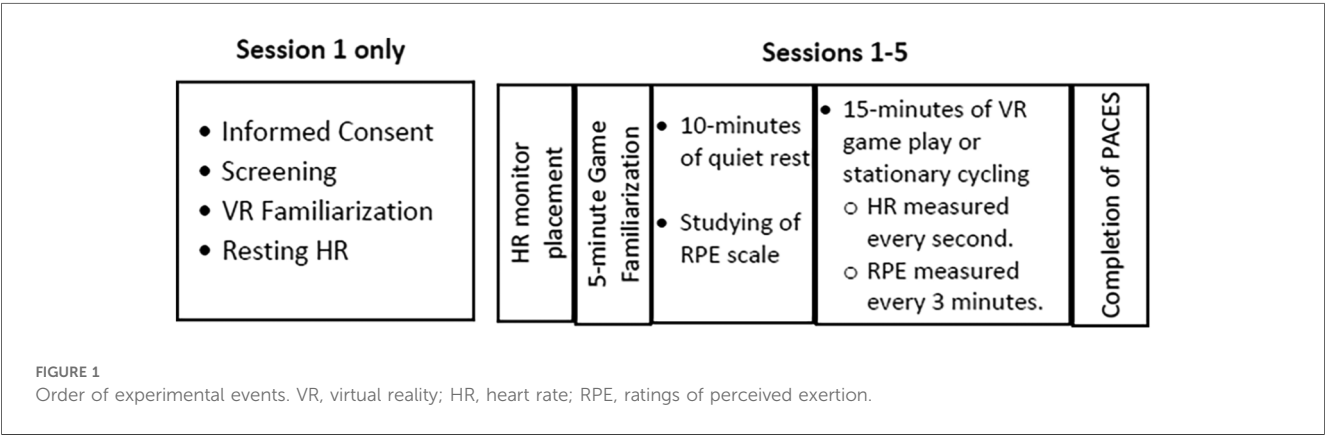 Session 1 only
• Informed Consent
• Screening
• VR Familiarization
• Resting HR
Sessions 1-5
HR monitor
placement
5-minute Game
Familiarization
• 10-minutes
of quiet rest
• Studying of
RPE scale
• 15-minutes of VR
game play or
stationary cycling
○ HR measured
every second.
○ RPE measured
every 3 minutes.
Completion of PACES
FIGURE 1
Order of experimental events. VR, virtual reality; HR, heart rate; RPE, ratings of perceived exertion.